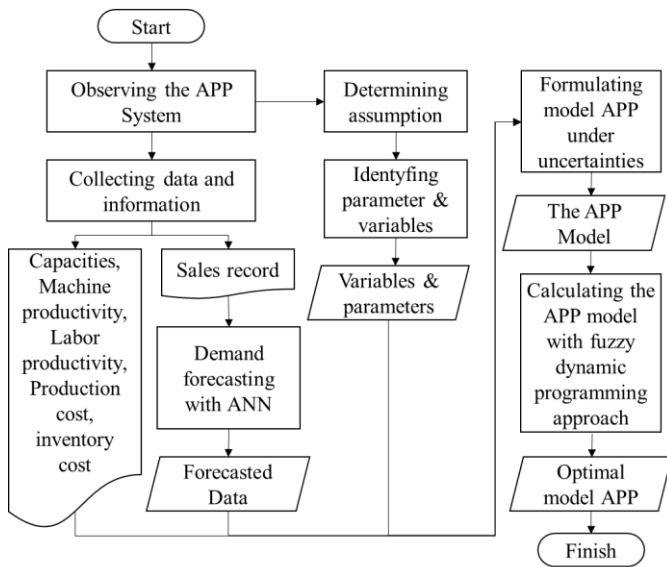 Start
Observing the APP
System
Collecting data and
information
Capacities,
Machine
productivity,
Labor
productivity,
Production
cost,
inventory
cost
Sales record
Demand
forecasting
with ANN
Forecasted
Data
Determining
assumption
Identyfing
parameter &
variables
Variables &
parameters
Formulating
model APP
under
uncertainties
The APP
Model
Calculating the
APP model
with fuzzy
dynamic
programming
approach
Optimal
model APP
Finish